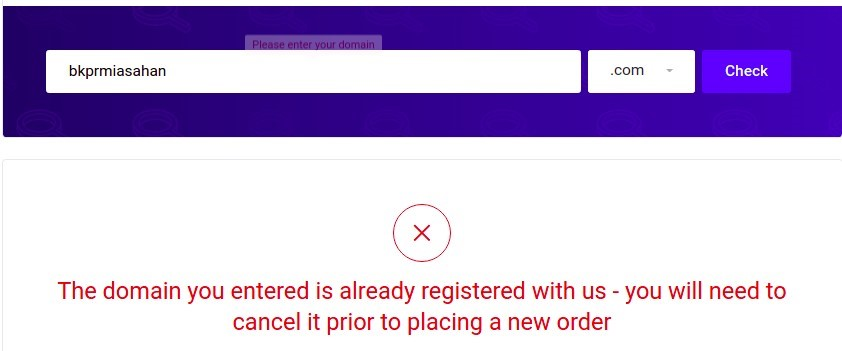 Please enter your domain
bkprmiasahan
.com
Check
The domain you entered is already registered with us - you will need to
cancel it prior to placing a new order